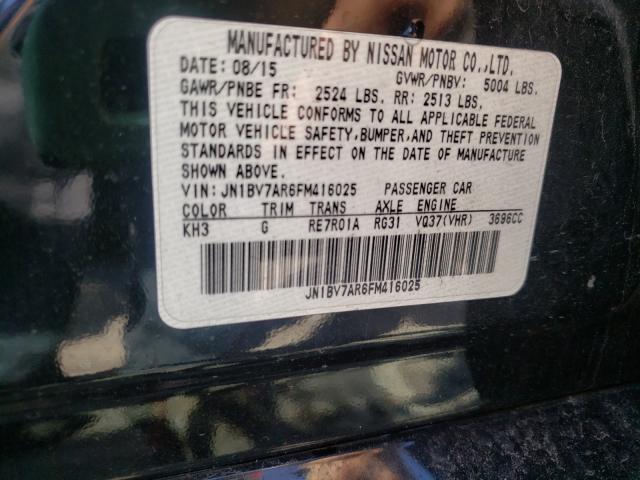 MANUFACTURED BY NISSAN MOTOR CO.,LTD.
DATE: 08/15 GVWR/PNBV: 5004 LBS.
GAWR/PNBE FR: 2524 LBS. RR: 2513 LBS.
THIS VEHICLE CONFORMS TO ALL APPLICABLE FEDERAL
MOTOR VEHICLE SAFETY,BUMPER,AND THEFT PREVENTION
STANDARDS IN EFFECT ON THE DATE OF MANUFACTURE
SHOWN ABOVE.
VIN: JN1BV7AR6FM416025 PASSENGER CAR
COLOR TRIM TRANS AXLE ENGINE
KH3 G RE7R01A RG31 VQ37(VHR) 3696CC
JN1BV7AR6FM416025